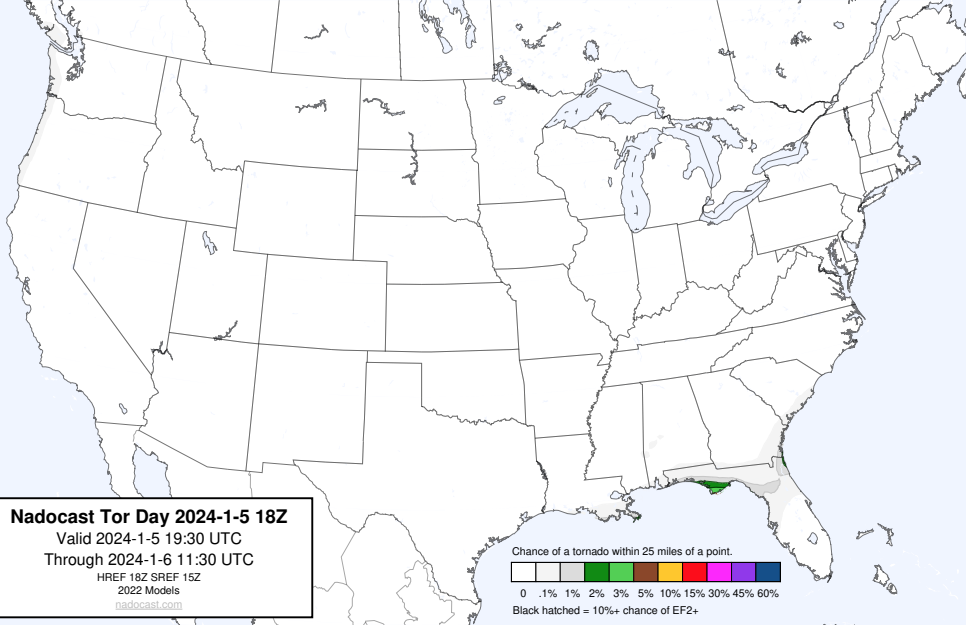 Nadocast Tor Day 2024-1-5 18Z
Valid 2024-1-5 19:30 UTC
Through 2024-1-6 11:30 UTC
HREF 18Z SREF 15Z
2022 Models
nadocast.com
Chance of a tornado within 25 miles of a point.
0 .1% 1% 2% 3% 5% 10% 15% 30% 45% 60%
Black hatched = 10%+ chance of EF2+